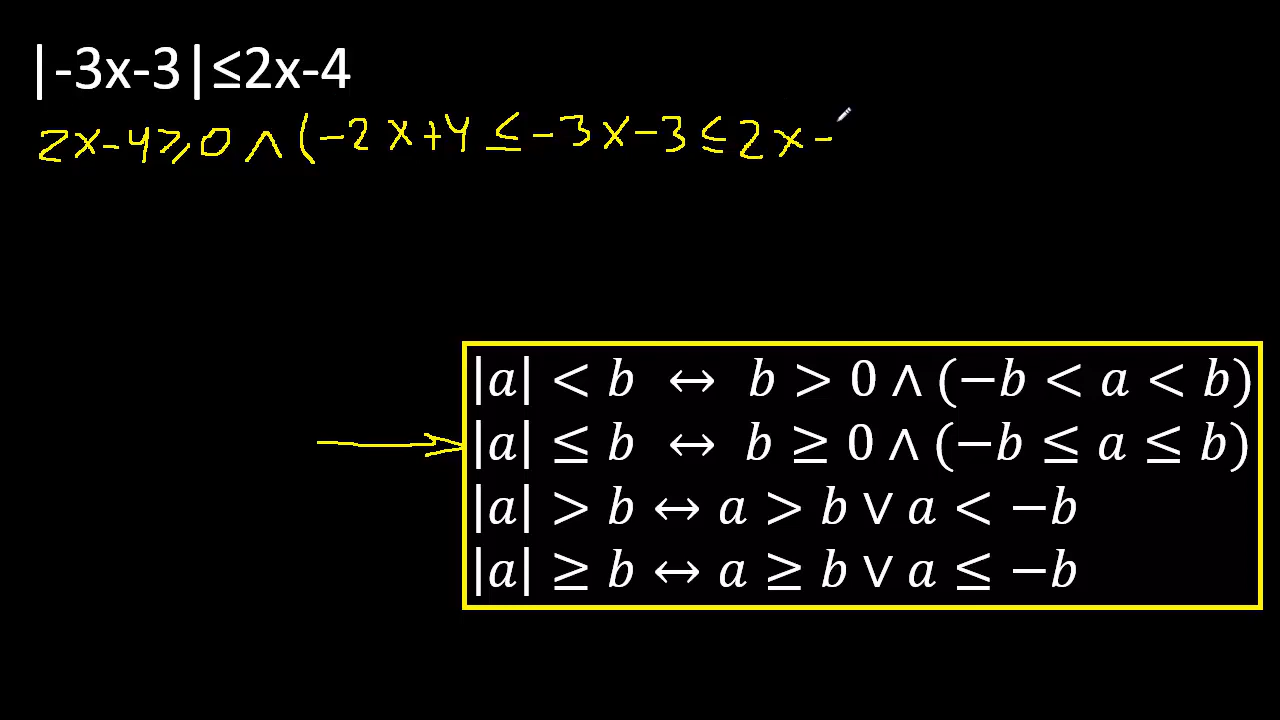 |-3x-3|≤2x-4
2x-4≥0 ∧ (-2x+4 ≤ -3x-3 ≤ 2x-
|a| < b ↔ b > 0 ∧ (−b < a < b)
|a| ≤ b ↔ b ≥ 0 ∧ (−b ≤ a ≤ b)
|a| > b ↔ a > b ∨ a < −b
|a| ≥ b ↔ a ≥ b ∨ a ≤ −b